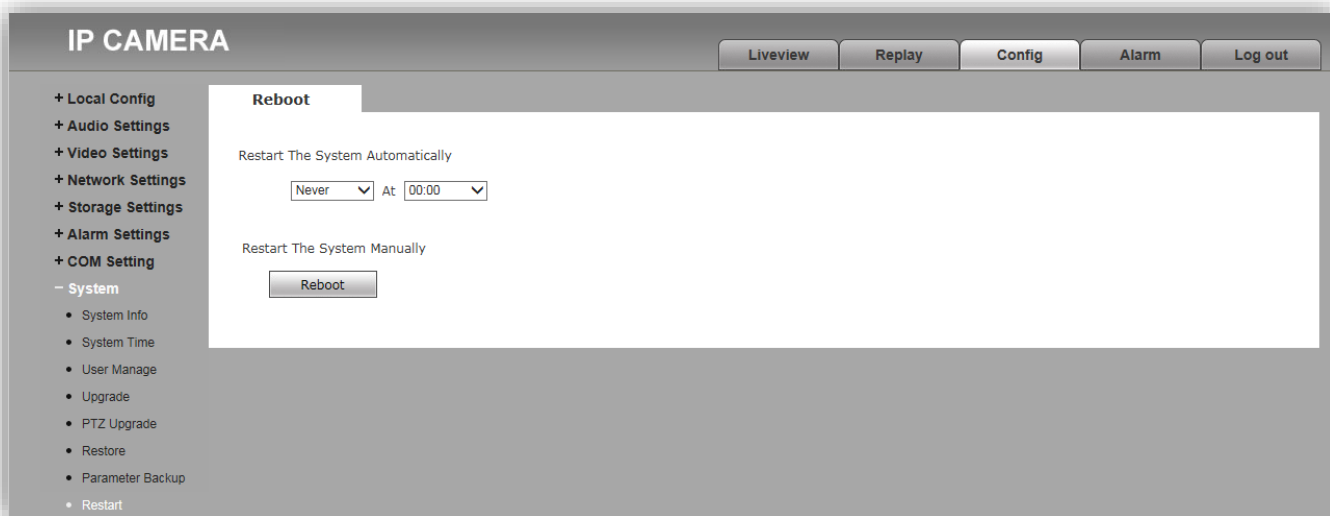 IP CAMERA
Liveview Replay Config Alarm Log out
+ Local Config
+ Audio Settings
+ Video Settings
+ Network Settings
+ Storage Settings
+ Alarm Settings
+ COM Setting
− System
• System Info
• System Time
• User Manage
• Upgrade
• PTZ Upgrade
• Restore
• Parameter Backup
• Restart
Reboot
Restart The System Automatically
Never At 00:00
Restart The System Manually
Reboot